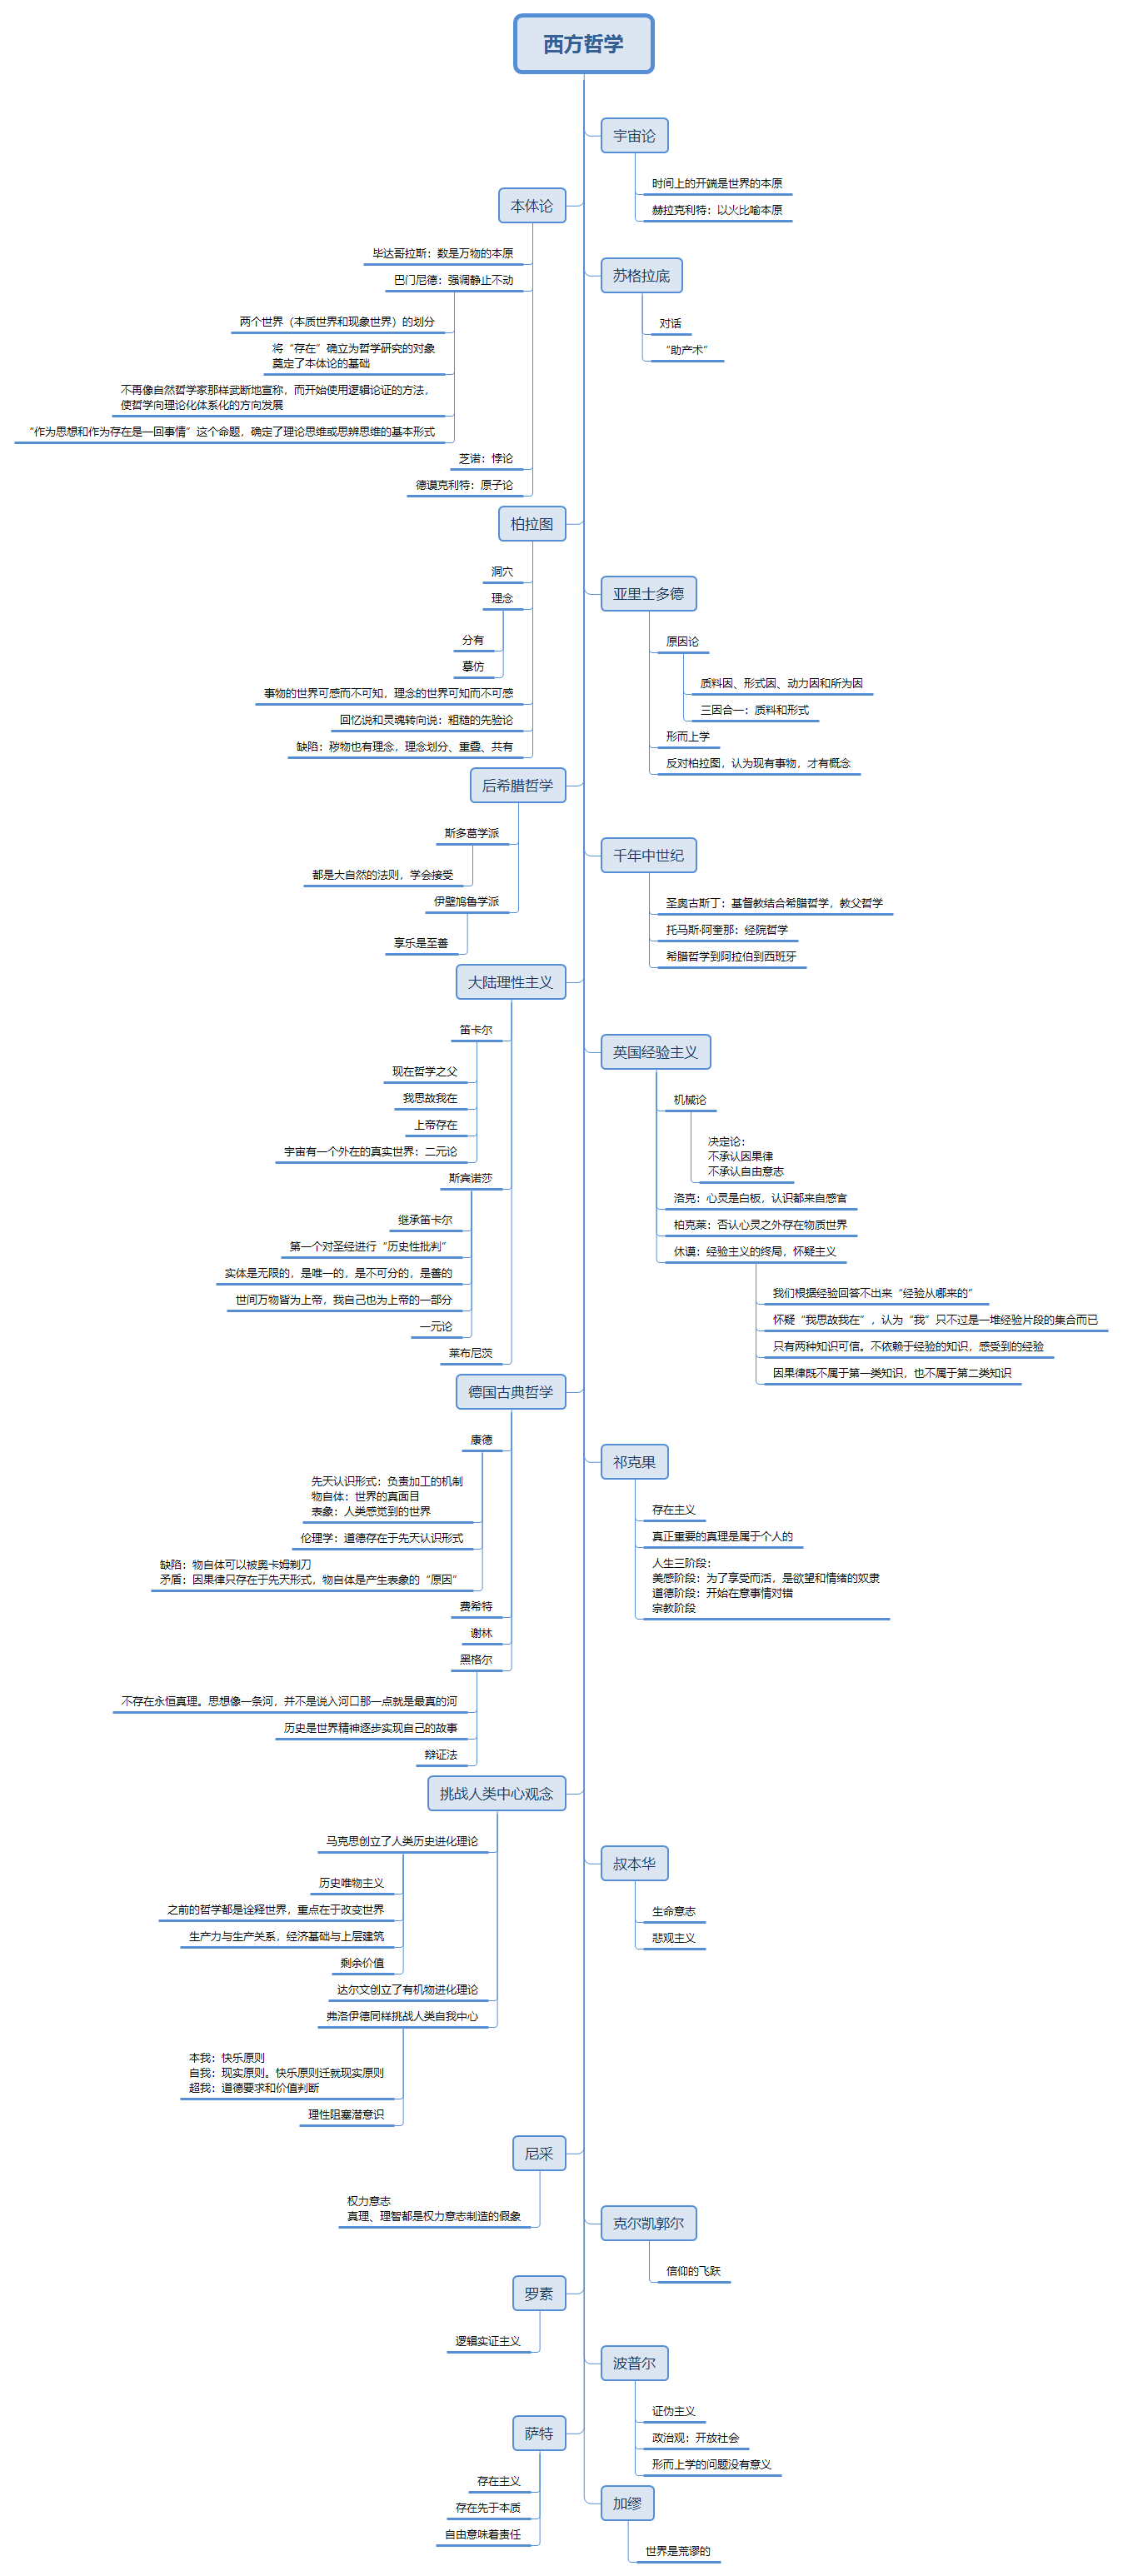 西方哲学
宇宙论
时间上的开端是世界的本原
赫拉克利特：以火比喻本原
本体论
毕达哥拉斯：数是万物的本原
巴门尼德：强调静止不动
两个世界（本质世界和现象世界）的划分
将“存在”确立为哲学研究的对象
奠定了本体论的基础
不再像自然哲学家那样武断地宣称，而开始使用逻辑论证的方法，
使哲学向理论化体系化的方向发展
“作为思想和作为存在是一回事情”这个命题，确定了理论思维或思辨思维的基本形式
芝诺：悖论
德谟克利特：原子论
苏格拉底
对话
“助产术”
柏拉图
洞穴
理念
分有
摹仿
事物的世界可感而不可知，理念的世界可知而不可感
回忆说和灵魂转向说：粗糙的先验论
缺陷：秽物也有理念，理念划分、重叠、共有
亚里士多德
原因论
质料因、形式因、动力因和所为因
三因合一：质料和形式
形而上学
反对柏拉图，认为现有事物，才有概念
后希腊哲学
斯多葛学派
都是大自然的法则，学会接受
伊壁鸠鲁学派
享乐是至善
千年中世纪
圣奥古斯丁：基督教结合希腊哲学，教父哲学
托马斯·阿奎那：经院哲学
希腊哲学到阿拉伯到西班牙
大陆理性主义
笛卡尔
现在哲学之父
我思故我在
上帝存在
宇宙有一个外在的真实世界：二元论
斯宾诺莎
继承笛卡尔
第一个对圣经进行“历史性批判”
实体是无限的，是唯一的，是不可分的，是善的
世间万物皆为上帝，我自己也为上帝的一部分
一元论
莱布尼茨
英国经验主义
机械论
决定论：
不承认因果律
不承认自由意志
洛克：心灵是白板，认识都来自感官
柏克莱：否认心灵之外存在物质世界
休谟：经验主义的终局，怀疑主义
我们根据经验回答不出来“经验从哪来的”
怀疑“我思故我在”，认为“我”只不过是一堆经验片段的集合而已
只有两种知识可信。不依赖于经验的知识，感受到的经验
因果律既不属于第一类知识，也不属于第二类知识
德国古典哲学
康德
先天认识形式：负责加工的机制
物自体：世界的真面目
表象：人类感觉到的世界
伦理学：道德存在于先天认识形式
缺陷：物自体可以被奥卡姆剃刀
矛盾：因果律只存在于先天形式，物自体是产生表象的“原因”
费希特
谢林
黑格尔
不存在永恒真理。思想像一条河，并不是说入河口那一点就是最真的河
历史是世界精神逐步实现自己的故事
辩证法
祁克果
存在主义
真正重要的真理是属于个人的
人生三阶段：
美感阶段：为了享受而活，是欲望和情绪的奴隶
道德阶段：开始在意事情对错
宗教阶段
挑战人类中心观念
马克思创立了人类历史进化理论
历史唯物主义
之前的哲学都是诠释世界，重点在于改变世界
生产力与生产关系，经济基础与上层建筑
剩余价值
达尔文创立了有机物进化理论
弗洛伊德同样挑战人类自我中心
本我：快乐原则
自我：现实原则。快乐原则迁就现实原则
超我：道德要求和价值判断
理性阻塞潜意识
叔本华
生命意志
悲观主义
尼采
权力意志
真理、理智都是权力意志制造的假象
克尔凯郭尔
信仰的飞跃
罗素
逻辑实证主义
波普尔
证伪主义
政治观：开放社会
形而上学的问题没有意义
萨特
存在主义
存在先于本质
自由意味着责任
加缪
世界是荒谬的